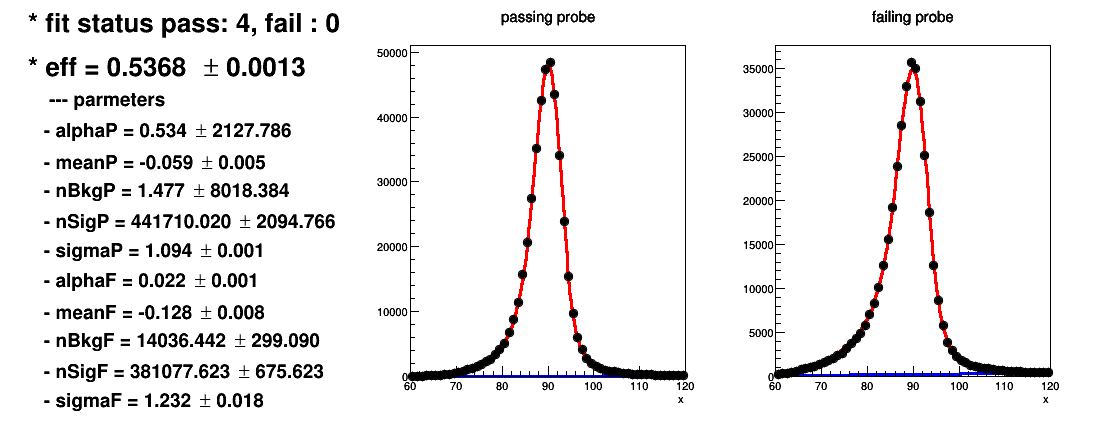 * fit status pass: 4, fail : 0
* eff = 0.5368 ± 0.0013
--- parmeters
- alphaP = 0.534 ± 2127.786
- meanP = -0.059 ± 0.005
- nBkgP = 1.477 ± 8018.384
- nSigP = 441710.020 ± 2094.766
- sigmaP = 1.094 ± 0.001
- alphaF = 0.022 ± 0.001
- meanF = -0.128 ± 0.008
- nBkgF = 14036.442 ± 299.090
- nSigF = 381077.623 ± 675.623
- sigmaF = 1.232 ± 0.018
passing probe
50000
40000
30000
20000
10000
0
60 70 80 90 100 110 120
x
failing probe
35000
30000
25000
20000
15000
10000
5000
0
60 70 80 90 100 110 120
x